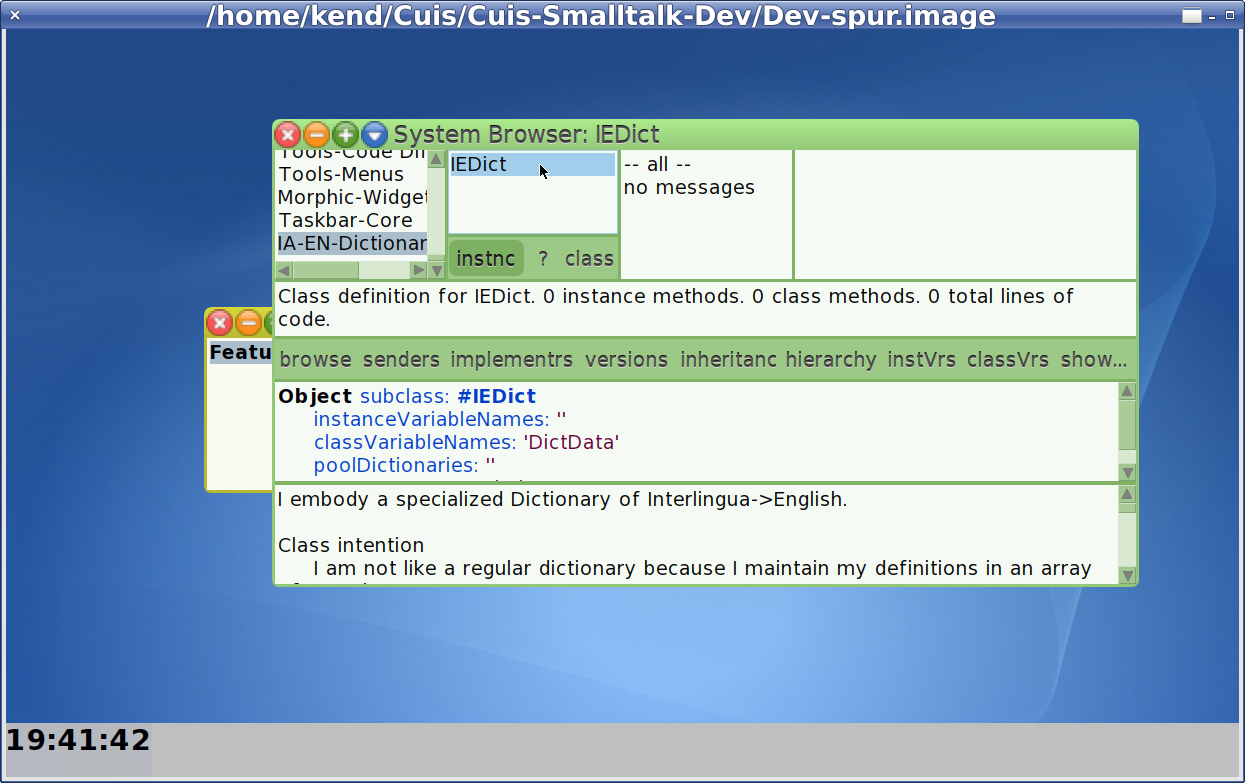 /home/kend/Cuis/Cuis-Smalltalk-Dev/Dev-spur.image
System Browser: IEDict
Tools-Menus
Morphic-Widget
Taskbar-Core
IA-EN-Dictionar
IEDict
instnc ? class
-- all --
no messages
Class definition for IEDict. 0 instance methods. 0 class methods. 0 total lines of
code.
Featu
browse senders implementrs versions inheritanc hierarchy instVrs classVrs show...
Object subclass: #IEDict
instanceVariableNames: ''
classVariableNames: 'DictData'
poolDictionaries: ''
I embody a specialized Dictionary of Interlingua->English.
Class intention
I am not like a regular dictionary because I maintain my definitions in an array
19:41:42